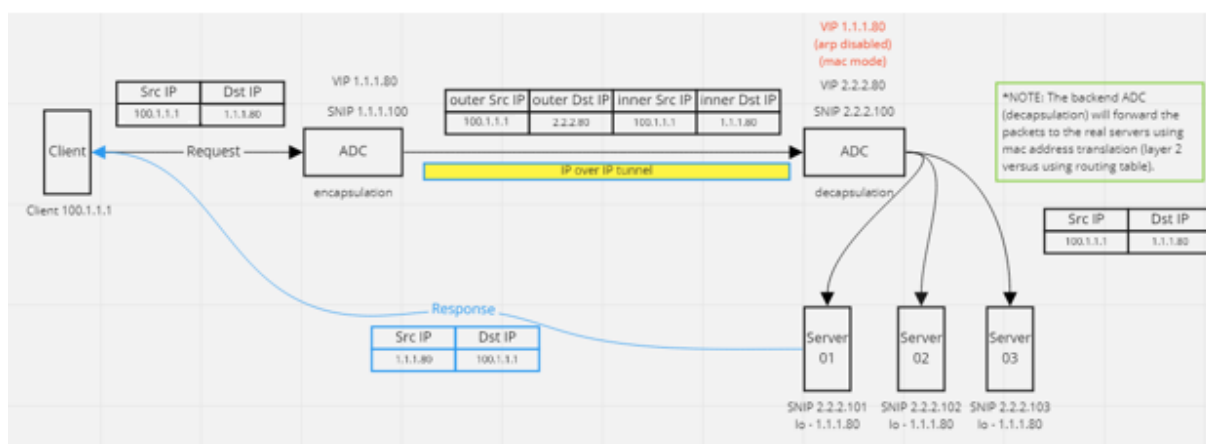 VIP 1.1.1.80
(arp disabled)
(mac mode)
VIP 2.2.2.80
SNIP 2.2.2.100
VIP 1.1.1.80
SNIP 1.1.1.100
Src IP Dst IP
100.1.1.1 1.1.1.80
outer Src IP outer Dst IP inner Src IP inner Dst IP
100.1.1.1 2.2.2.80 100.1.1.1 1.1.1.80
*NOTE: The backend ADC
(decapsulation) will forward the
packets to the real servers using
mac address translation (layer 2
versus using routing table).
Client
Request
ADC
ADC
IP over IP tunnel
encapsulation
decapsulation
Client 100.1.1.1
Src IP Dst IP
100.1.1.1 1.1.1.80
Response
Src IP Dst IP
1.1.1.80 100.1.1.1
Server
01
Server
02
Server
03
SNIP 2.2.2.101
lo - 1.1.1.80
SNIP 2.2.2.102
lo - 1.1.1.80
SNIP 2.2.2.103
lo - 1.1.1.80